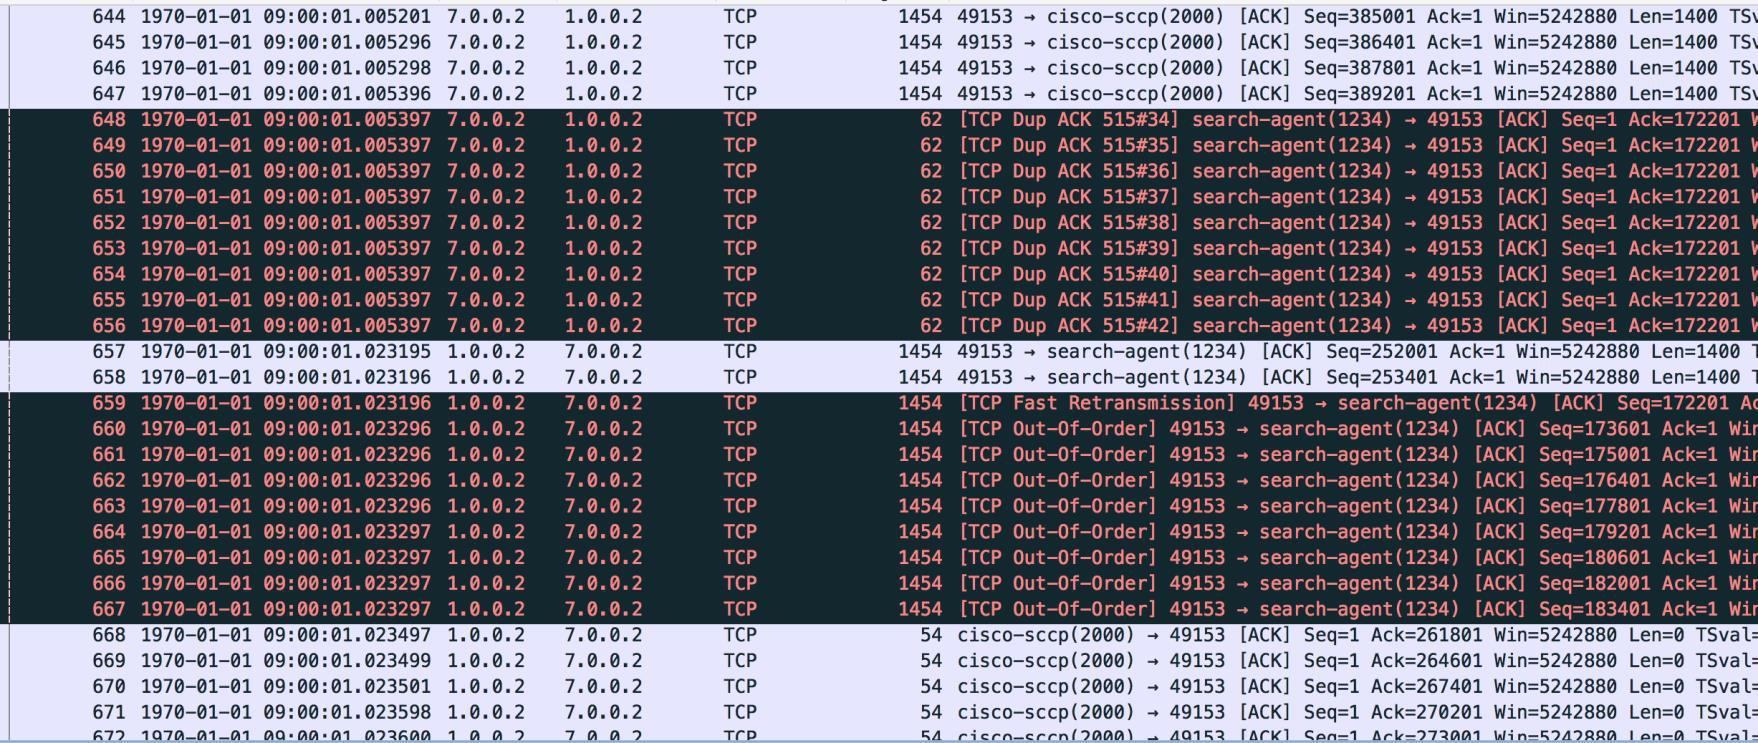 644 1970-01-01 09:00:01.005201 7.0.0.2 1.0.0.2 TCP 1454 49153 → cisco-sccp(2000) [ACK] Seq=385001 Ack=1 Win=5242880 Len=1400 TSv
645 1970-01-01 09:00:01.005296 7.0.0.2 1.0.0.2 TCP 1454 49153 → cisco-sccp(2000) [ACK] Seq=386401 Ack=1 Win=5242880 Len=1400 TSv
646 1970-01-01 09:00:01.005298 7.0.0.2 1.0.0.2 TCP 1454 49153 → cisco-sccp(2000) [ACK] Seq=387801 Ack=1 Win=5242880 Len=1400 TSv
647 1970-01-01 09:00:01.005396 7.0.0.2 1.0.0.2 TCP 1454 49153 → cisco-sccp(2000) [ACK] Seq=389201 Ack=1 Win=5242880 Len=1400 TSv
648 1970-01-01 09:00:01.005397 7.0.0.2 1.0.0.2 TCP 62 [TCP Dup ACK 515#34] search-agent(1234) → 49153 [ACK] Seq=1 Ack=172201 W
649 1970-01-01 09:00:01.005397 7.0.0.2 1.0.0.2 TCP 62 [TCP Dup ACK 515#35] search-agent(1234) → 49153 [ACK] Seq=1 Ack=172201 W
650 1970-01-01 09:00:01.005397 7.0.0.2 1.0.0.2 TCP 62 [TCP Dup ACK 515#36] search-agent(1234) → 49153 [ACK] Seq=1 Ack=172201 W
651 1970-01-01 09:00:01.005397 7.0.0.2 1.0.0.2 TCP 62 [TCP Dup ACK 515#37] search-agent(1234) → 49153 [ACK] Seq=1 Ack=172201 W
652 1970-01-01 09:00:01.005397 7.0.0.2 1.0.0.2 TCP 62 [TCP Dup ACK 515#38] search-agent(1234) → 49153 [ACK] Seq=1 Ack=172201 W
653 1970-01-01 09:00:01.005397 7.0.0.2 1.0.0.2 TCP 62 [TCP Dup ACK 515#39] search-agent(1234) → 49153 [ACK] Seq=1 Ack=172201 W
654 1970-01-01 09:00:01.005397 7.0.0.2 1.0.0.2 TCP 62 [TCP Dup ACK 515#40] search-agent(1234) → 49153 [ACK] Seq=1 Ack=172201 W
655 1970-01-01 09:00:01.005397 7.0.0.2 1.0.0.2 TCP 62 [TCP Dup ACK 515#41] search-agent(1234) → 49153 [ACK] Seq=1 Ack=172201 W
656 1970-01-01 09:00:01.005397 7.0.0.2 1.0.0.2 TCP 62 [TCP Dup ACK 515#42] search-agent(1234) → 49153 [ACK] Seq=1 Ack=172201 W
657 1970-01-01 09:00:01.023195 1.0.0.2 7.0.0.2 TCP 1454 49153 → search-agent(1234) [ACK] Seq=252001 Ack=1 Win=5242880 Len=1400 T
658 1970-01-01 09:00:01.023196 1.0.0.2 7.0.0.2 TCP 1454 49153 → search-agent(1234) [ACK] Seq=253401 Ack=1 Win=5242880 Len=1400 T
659 1970-01-01 09:00:01.023196 1.0.0.2 7.0.0.2 TCP 1454 [TCP Fast Retransmission] 49153 → search-agent(1234) [ACK] Seq=172201 Ac
660 1970-01-01 09:00:01.023296 1.0.0.2 7.0.0.2 TCP 1454 [TCP Out-Of-Order] 49153 → search-agent(1234) [ACK] Seq=173601 Ack=1 Win
661 1970-01-01 09:00:01.023296 1.0.0.2 7.0.0.2 TCP 1454 [TCP Out-Of-Order] 49153 → search-agent(1234) [ACK] Seq=175001 Ack=1 Win
662 1970-01-01 09:00:01.023296 1.0.0.2 7.0.0.2 TCP 1454 [TCP Out-Of-Order] 49153 → search-agent(1234) [ACK] Seq=176401 Ack=1 Win
663 1970-01-01 09:00:01.023296 1.0.0.2 7.0.0.2 TCP 1454 [TCP Out-Of-Order] 49153 → search-agent(1234) [ACK] Seq=177801 Ack=1 Win
664 1970-01-01 09:00:01.023297 1.0.0.2 7.0.0.2 TCP 1454 [TCP Out-Of-Order] 49153 → search-agent(1234) [ACK] Seq=179201 Ack=1 Win
665 1970-01-01 09:00:01.023297 1.0.0.2 7.0.0.2 TCP 1454 [TCP Out-Of-Order] 49153 → search-agent(1234) [ACK] Seq=180601 Ack=1 Win
666 1970-01-01 09:00:01.023297 1.0.0.2 7.0.0.2 TCP 1454 [TCP Out-Of-Order] 49153 → search-agent(1234) [ACK] Seq=182001 Ack=1 Win
667 1970-01-01 09:00:01.023297 1.0.0.2 7.0.0.2 TCP 1454 [TCP Out-Of-Order] 49153 → search-agent(1234) [ACK] Seq=183401 Ack=1 Win
668 1970-01-01 09:00:01.023497 1.0.0.2 7.0.0.2 TCP 54 cisco-sccp(2000) → 49153 [ACK] Seq=1 Ack=261801 Win=5242880 Len=0 TSval=
669 1970-01-01 09:00:01.023499 1.0.0.2 7.0.0.2 TCP 54 cisco-sccp(2000) → 49153 [ACK] Seq=1 Ack=264601 Win=5242880 Len=0 TSval=
670 1970-01-01 09:00:01.023501 1.0.0.2 7.0.0.2 TCP 54 cisco-sccp(2000) → 49153 [ACK] Seq=1 Ack=267401 Win=5242880 Len=0 TSval=
671 1970-01-01 09:00:01.023598 1.0.0.2 7.0.0.2 TCP 54 cisco-sccp(2000) → 49153 [ACK] Seq=1 Ack=270201 Win=5242880 Len=0 TSval=
672 1970-01-01 09:00:01.023600 1.0.0.2 7.0.0.2 TCP 54 cisco-sccp(2000) → 49153 [ACK] Seq=1 Ack=273001 Win=5242880 Len=0 TSval=